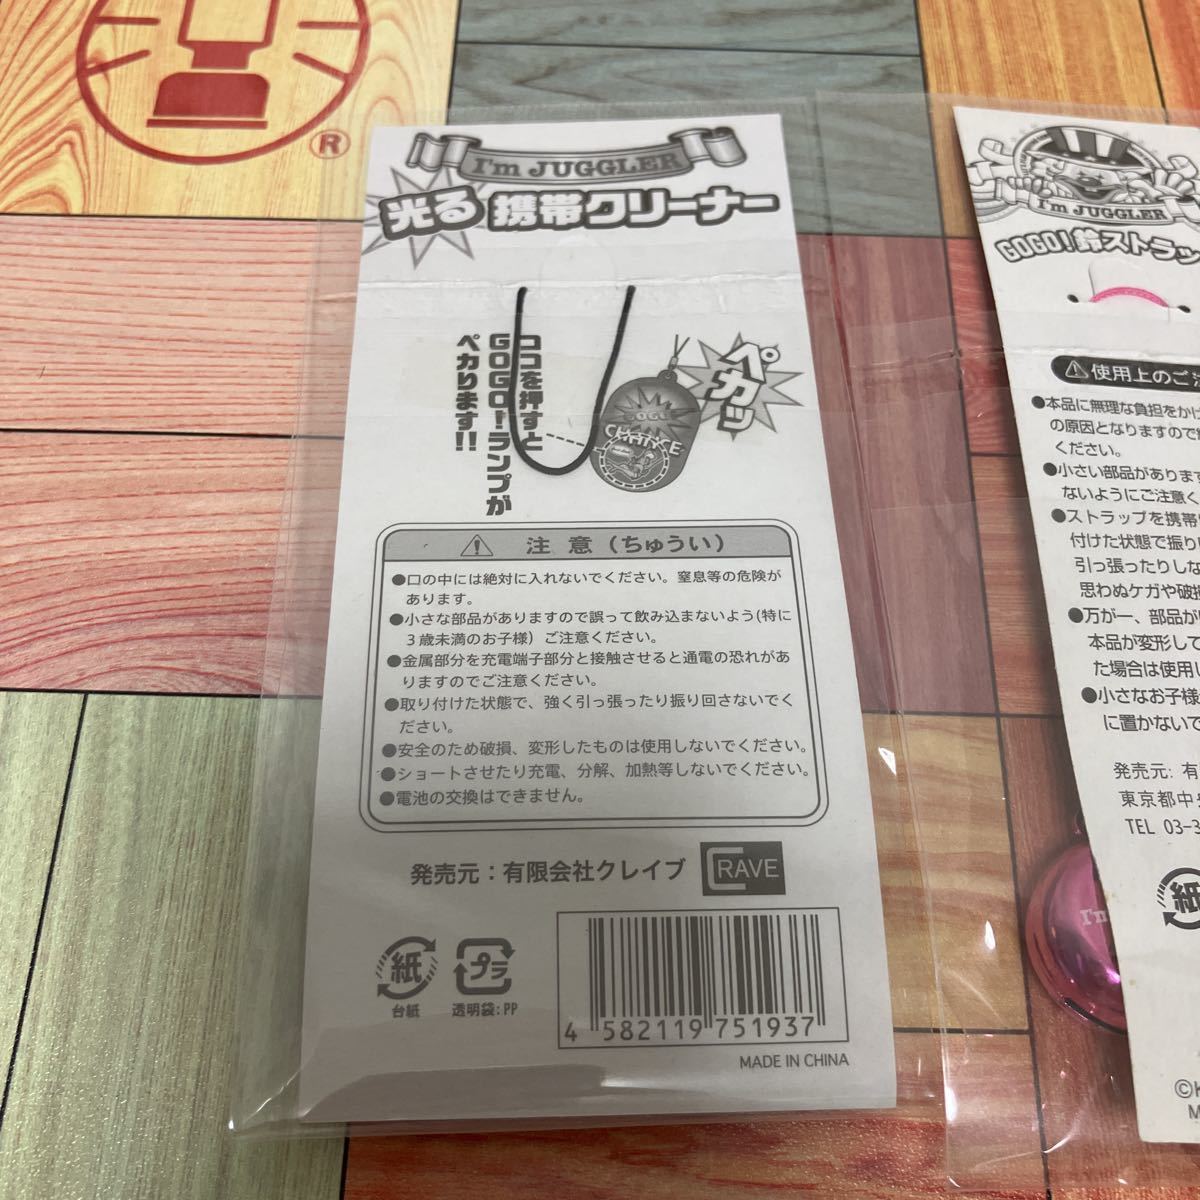 ®
I'm JUGGLER
光る 携帯クリーナー
ココを押すと
GOGO!ランプが
ペカります!!
ペカッ
GOGO!
CHANCE
⚠ 注意(ちゅうい)
●口の中には絶対に入れないでください。窒息等の危険が
あります。
●小さな部品がありますので誤って飲み込まないよう(特に
3歳未満のお子様)ご注意ください。
●金属部分を充電端子部分と接触させると通電の恐れがあ
りますのでご注意ください。
●取り付けた状態で、強く引っ張ったり振り回さないでく
ださい。
●安全のため破損、変形したものは使用しないでください。
●ショートさせたり充電、分解、加熱等しないでください。
●電池の交換はできません。
発売元:有限会社クレイブ
CRAVE
紙
台紙
プラ
透明袋:PP
4 582119 751937
MADE IN CHINA
I'm JUGGLER
GOGO!鈴ストラッ
⚠使用上のご注
●本品に無理な負担をかけ
の原因となりますので
ください。
●小さい部品があります
ないようにご注意く
●ストラップを携帯
付けた状態で振り
引っ張ったりしな
思わぬケガや破損
●万が一、部品が
本品が変形して
た場合は使用し
●小さなお子様
に置かないで
発売元:有
東京都中央
TEL 03-3
紙
I'm
©K
M